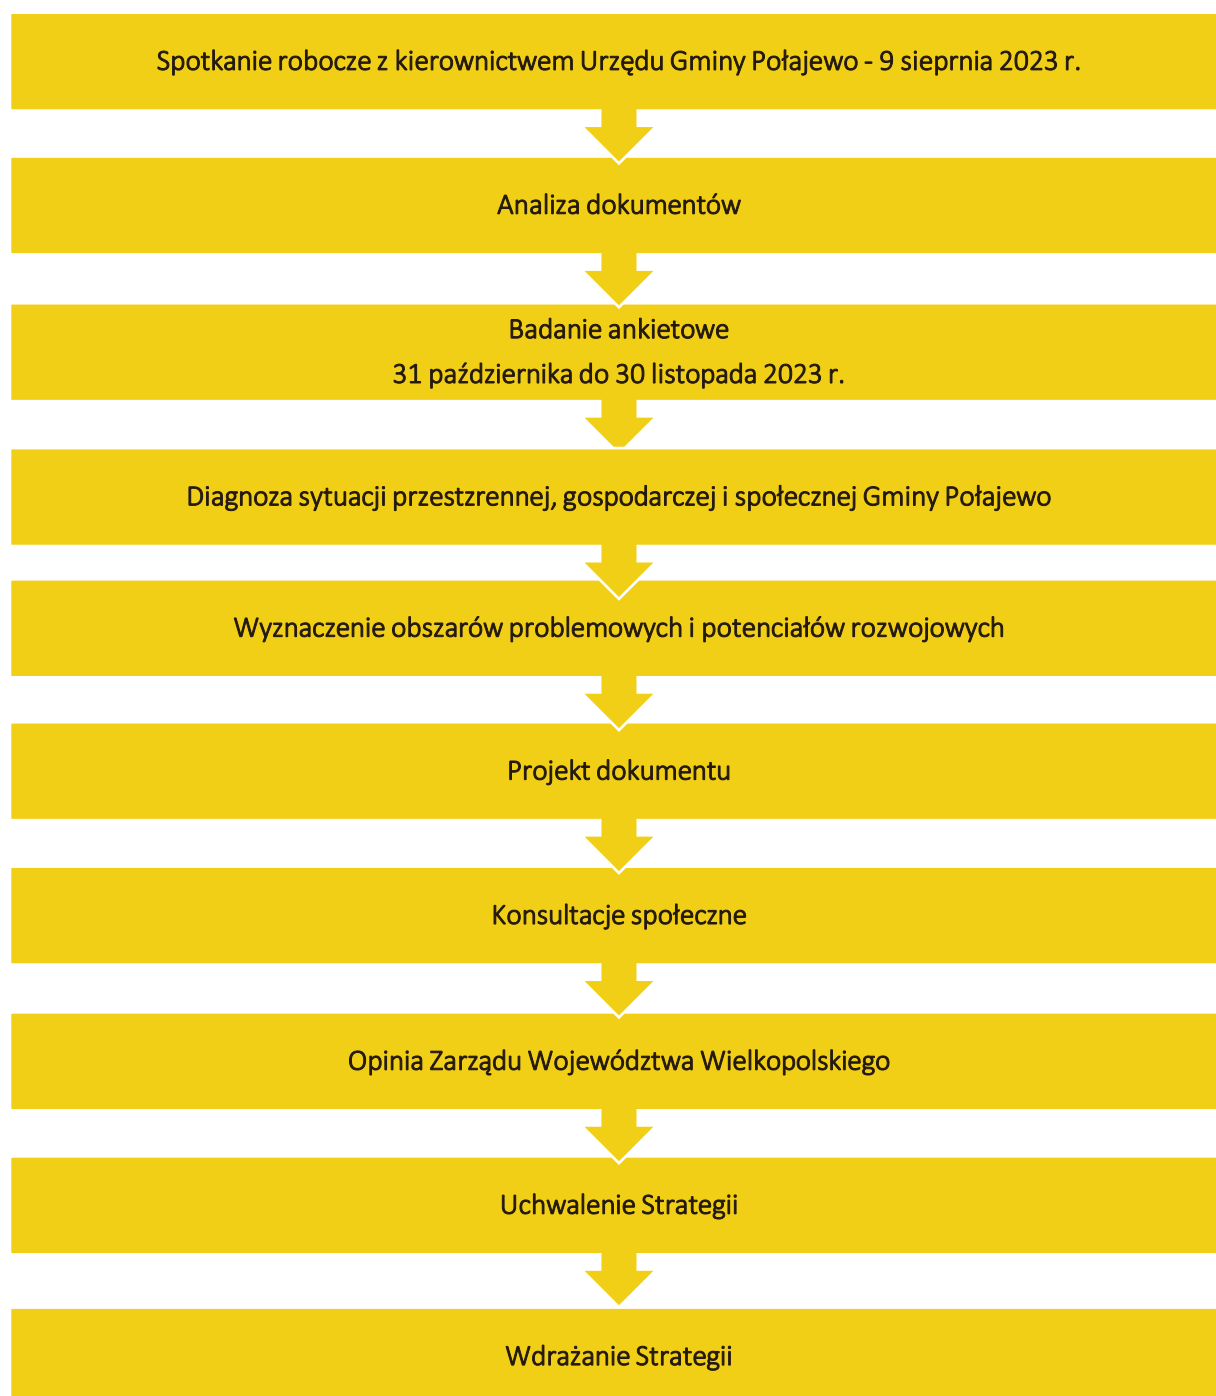 Spotkanie robocze z kierownictwem Urzędu Gminy Połajewo - 9 sieprnia 2023 r.
Analiza dokumentów
Badanie ankietowe
31 października do 30 listopada 2023 r.
Diagnoza sytuacji przestzrennej, gospodarczej i społecznej Gminy Połajewo
Wyznaczenie obszarów problemowych i potenciałów rozwojowych
Projekt dokumentu
Konsultacje społeczne
Opinia Zarządu Województwa Wielkopolskiego
Uchwalenie Strategii
Wdrażanie Strategii